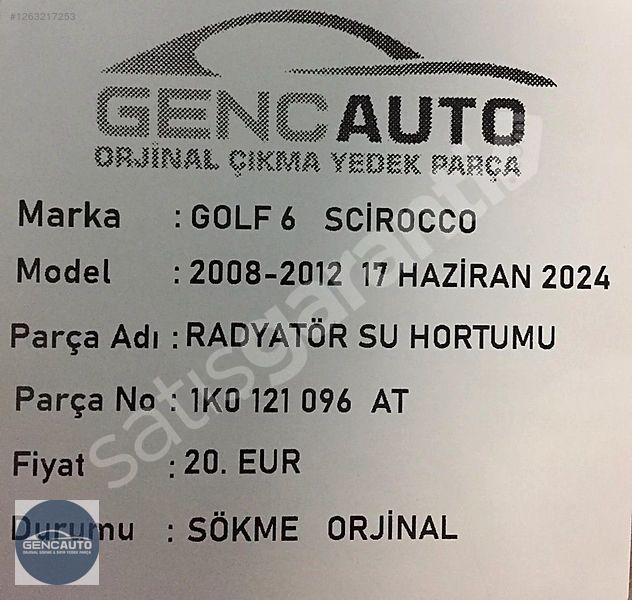 #1263217253
GENCAUTO
ORJİNAL ÇIKMA YEDEK PARÇA
Marka : GOLF 6 SCİROCCO
Model : 2008-2012 17 HAZİRAN 2024
Parça Adı : RADYATÖR SU HORTUMU
Parça No : 1K0 121 096 AT
Fiyat : 20. EUR
Durumu : SÖKME ORJİNAL
satışgaranti
GENCAUTO